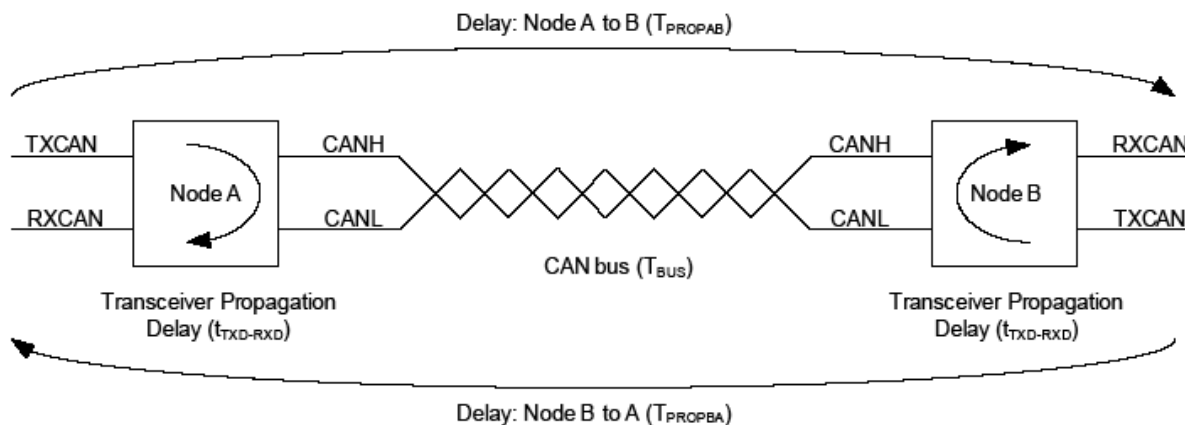 Delay: Node A to B (TPROPAB)
TXCAN
CANH
CANH
RXCAN
Node A
Node B
RXCAN
CANL
CANL
TXCAN
CAN bus (TBUS)
Transceiver Propagation
Delay (tTXD-RXD)
Transceiver Propagation
Delay (tTXD-RXD)
Delay: Node B to A (TPROPBA)